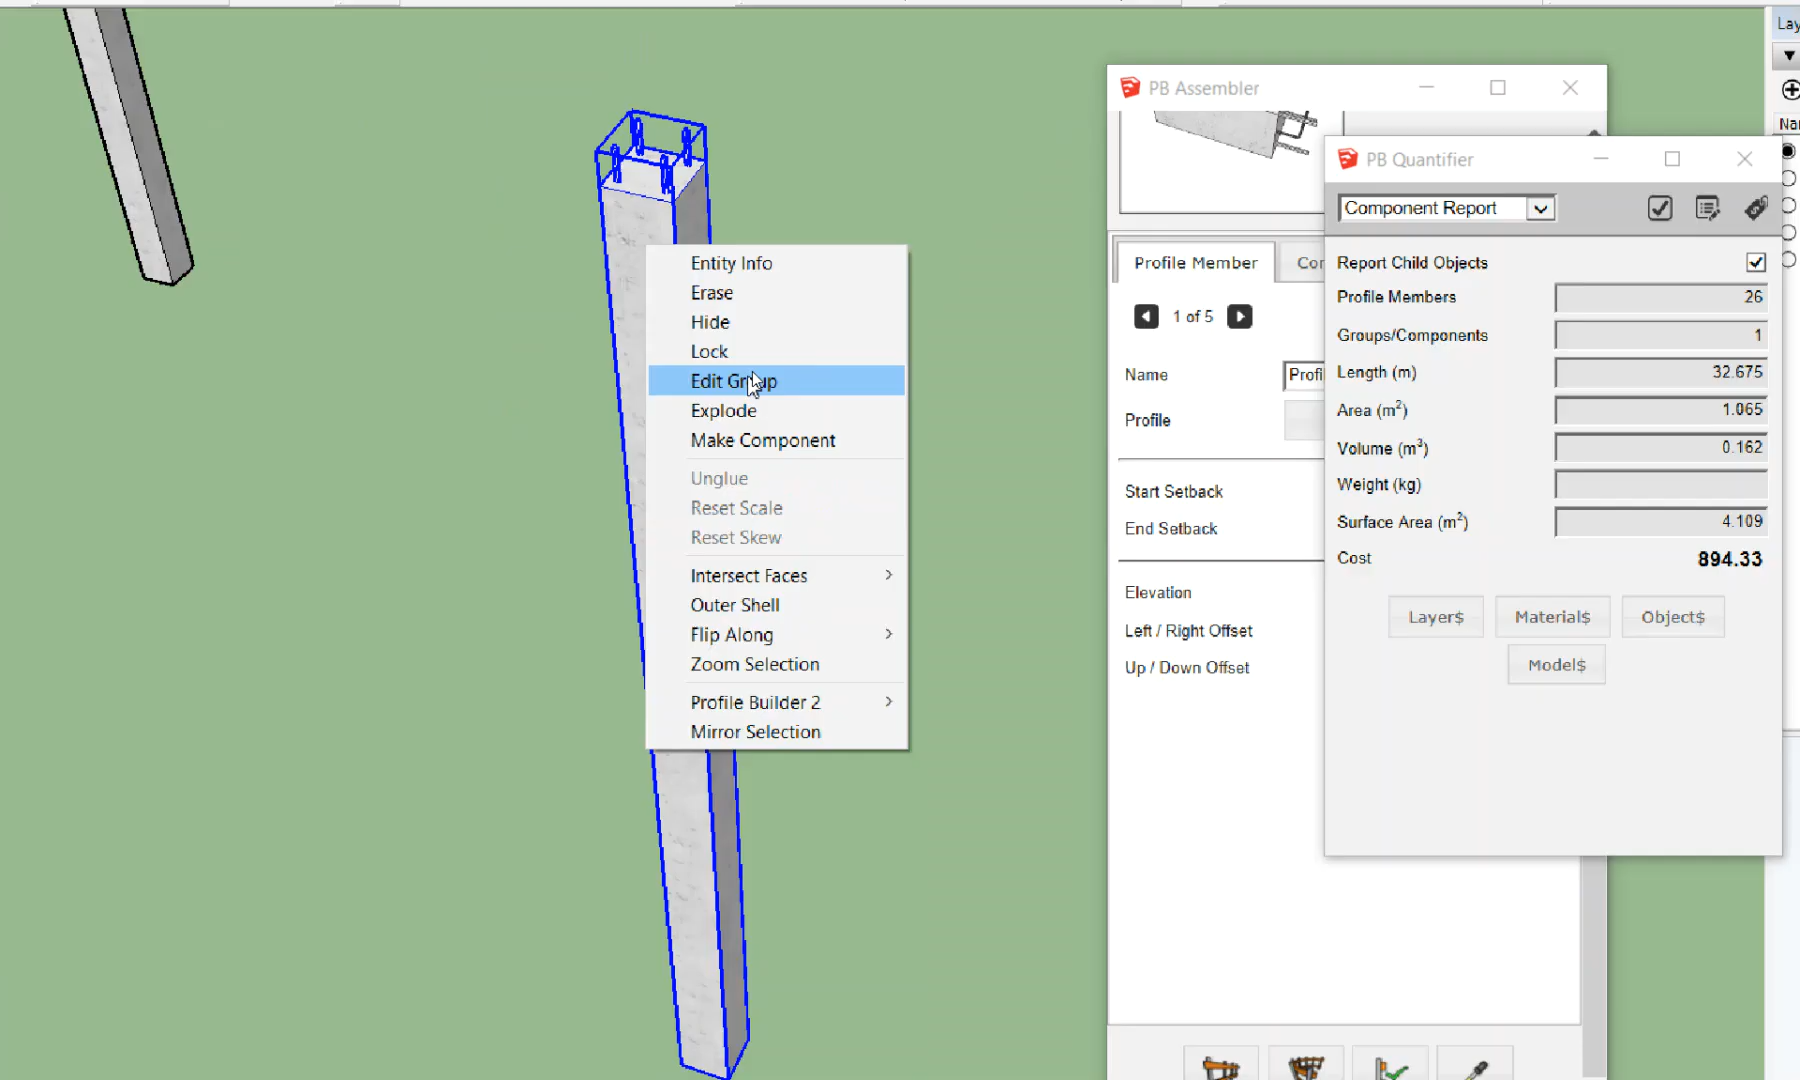 Lay
PB Assembler
Nar
PB Quantifier
Component Report
Entity Info
Erase
Hide
Lock
Edit Group
Explode
Make Component
Unglue
Reset Scale
Reset Skew
Intersect Faces
Outer Shell
Flip Along
Zoom Selection
Profile Builder 2
Mirror Selection
Profile Member
Cor
1 of 5
Name
Profi
Profile
Start Setback
End Setback
Elevation
Left / Right Offset
Up / Down Offset
Report Child Objects
Profile Members 26
Groups/Components 1
Length (m) 32.675
Area (m²) 1.065
Volume (m³) 0.162
Weight (kg)
Surface Area (m²) 4.109
Cost 894.33
Layer$ Material$ Object$
Model$